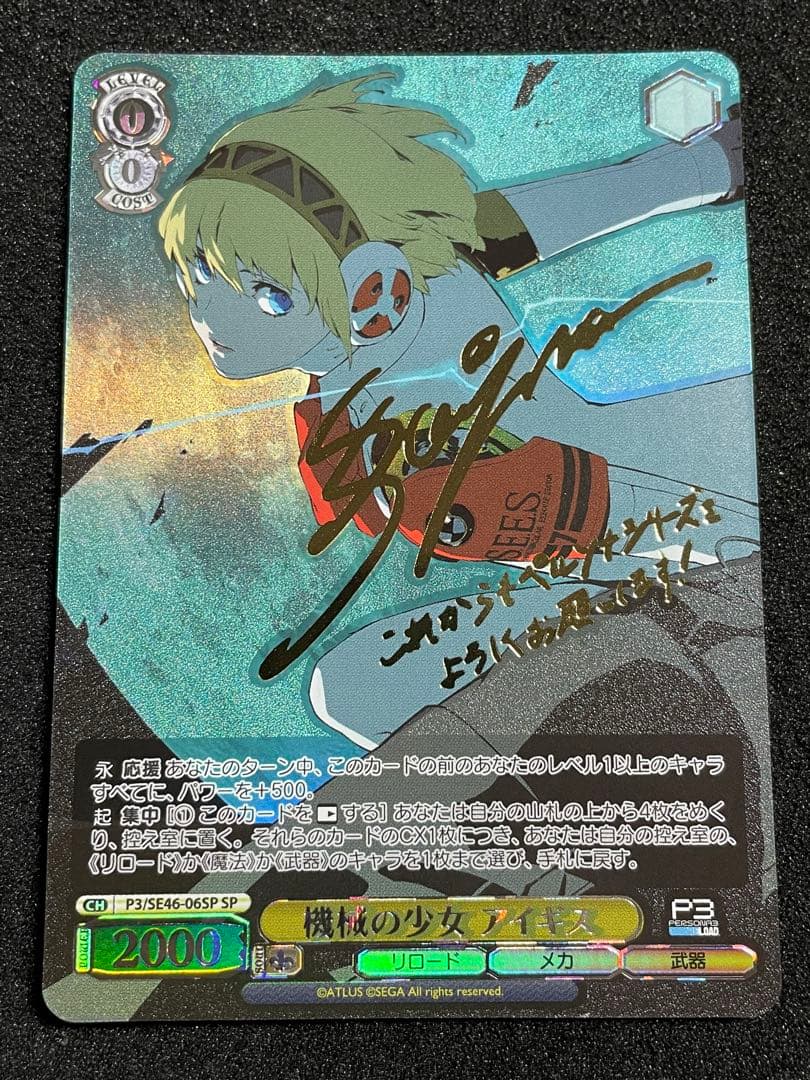 LEVEL
0
0
COST
Sojima
S.E.E.S.
7
これからもペルソナシリーズを
よろしくお願いします!
永 応援 あなたのターン中、このカードの前のあなたのレベル1以上のキャラ
すべてに、パワーを+500。
起 集中 [① このカードを する] あなたは自分の山札の上から4枚をめく
り、控え室に置く。それらのカードのCX1枚につき、あなたは自分の控え室の、
《リロード》か《魔法》か《武器》のキャラを1枚まで選び、手札に戻す。
CH P3/SE46-06SP SP
機械の少女 アイギス
P3
PERSONA3
RELOAD
POWER
2000
SOUL
リロード
メカ
武器
©ATLUS ©SEGA All rights reserved.